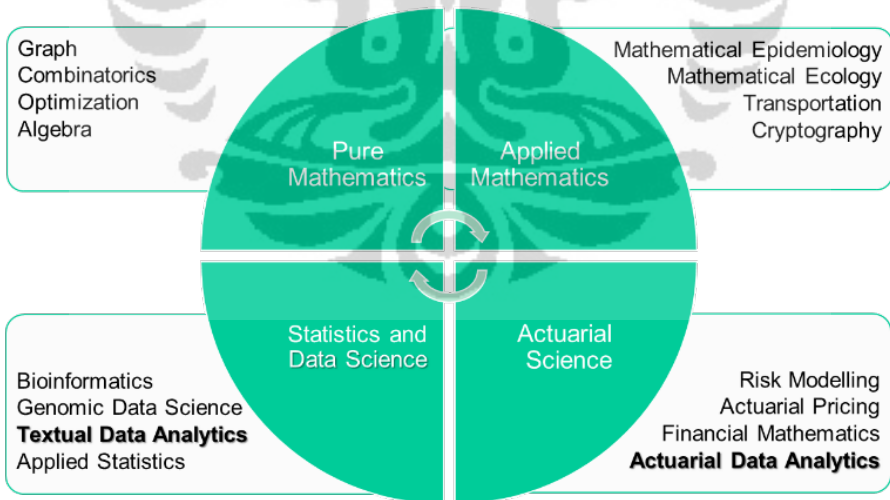 Graph
Combinatorics
Optimization
Algebra
Mathematical Epidemiology
Mathematical Ecology
Transportation
Cryptography
Pure
Mathematics
Applied
Mathematics
Statistics and
Data Science
Actuarial
Science
Bioinformatics
Genomic Data Science
Textual Data Analytics
Applied Statistics
Risk Modelling
Actuarial Pricing
Financial Mathematics
Actuarial Data Analytics